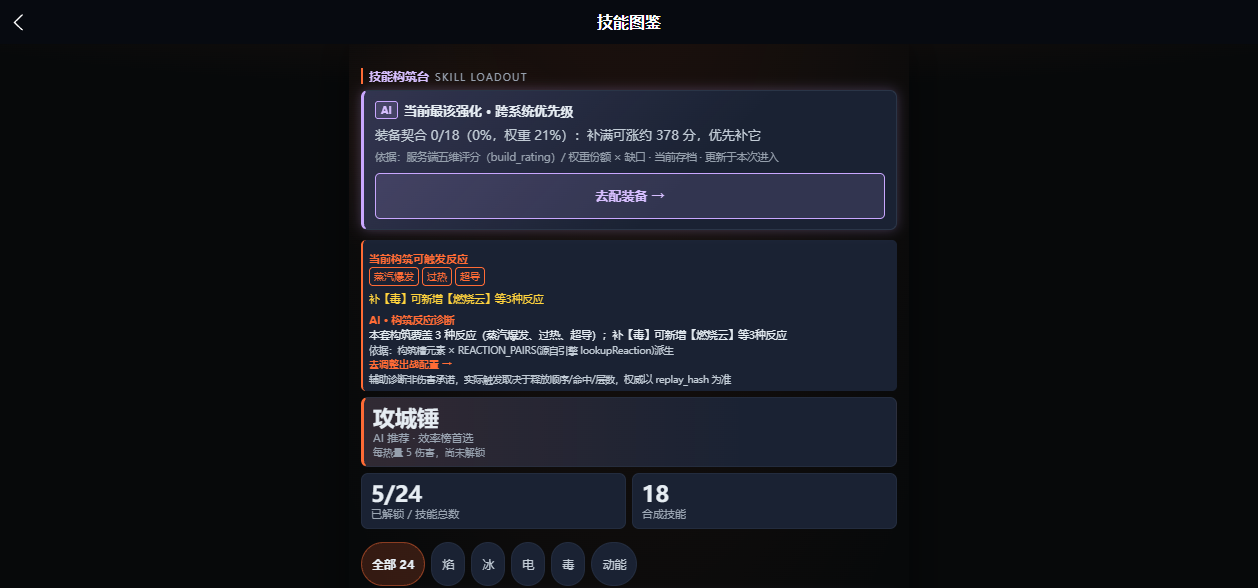 技能图鉴
技能构筑台 SKILL LOADOUT
AI 当前最该强化 · 跨系统优先级
装备契合 0/18（0%，权重 21%）：补满可涨约 378 分，优先补它
依据：服务端五维评分（build_rating）/ 权重份额 × 缺口 · 当前存档 · 更新于本次进入
去配装备 →
当前构筑可触发反应
蒸汽爆发 过热 超导
补【毒】可新增【燃烧云】等3种反应
AI · 构筑反应诊断
本套构筑覆盖 3 种反应（蒸汽爆发、过热、超导）；补【毒】可新增【燃烧云】等3种反应
依据：构筑槽元素 × REACTION_PAIRS(源自引擎 lookupReaction)派生
去调整出战配置 →
辅助诊断非伤害承诺，实际触发取决于释放顺序/命中/层数，权威以 replay_hash 为准
攻城锤
AI 推荐 · 效率榜首选
每热量 5 伤害，尚未解锁
5/24
已解锁 / 技能总数
18
合成技能
全部 24 焰 冰 电 毒 动能